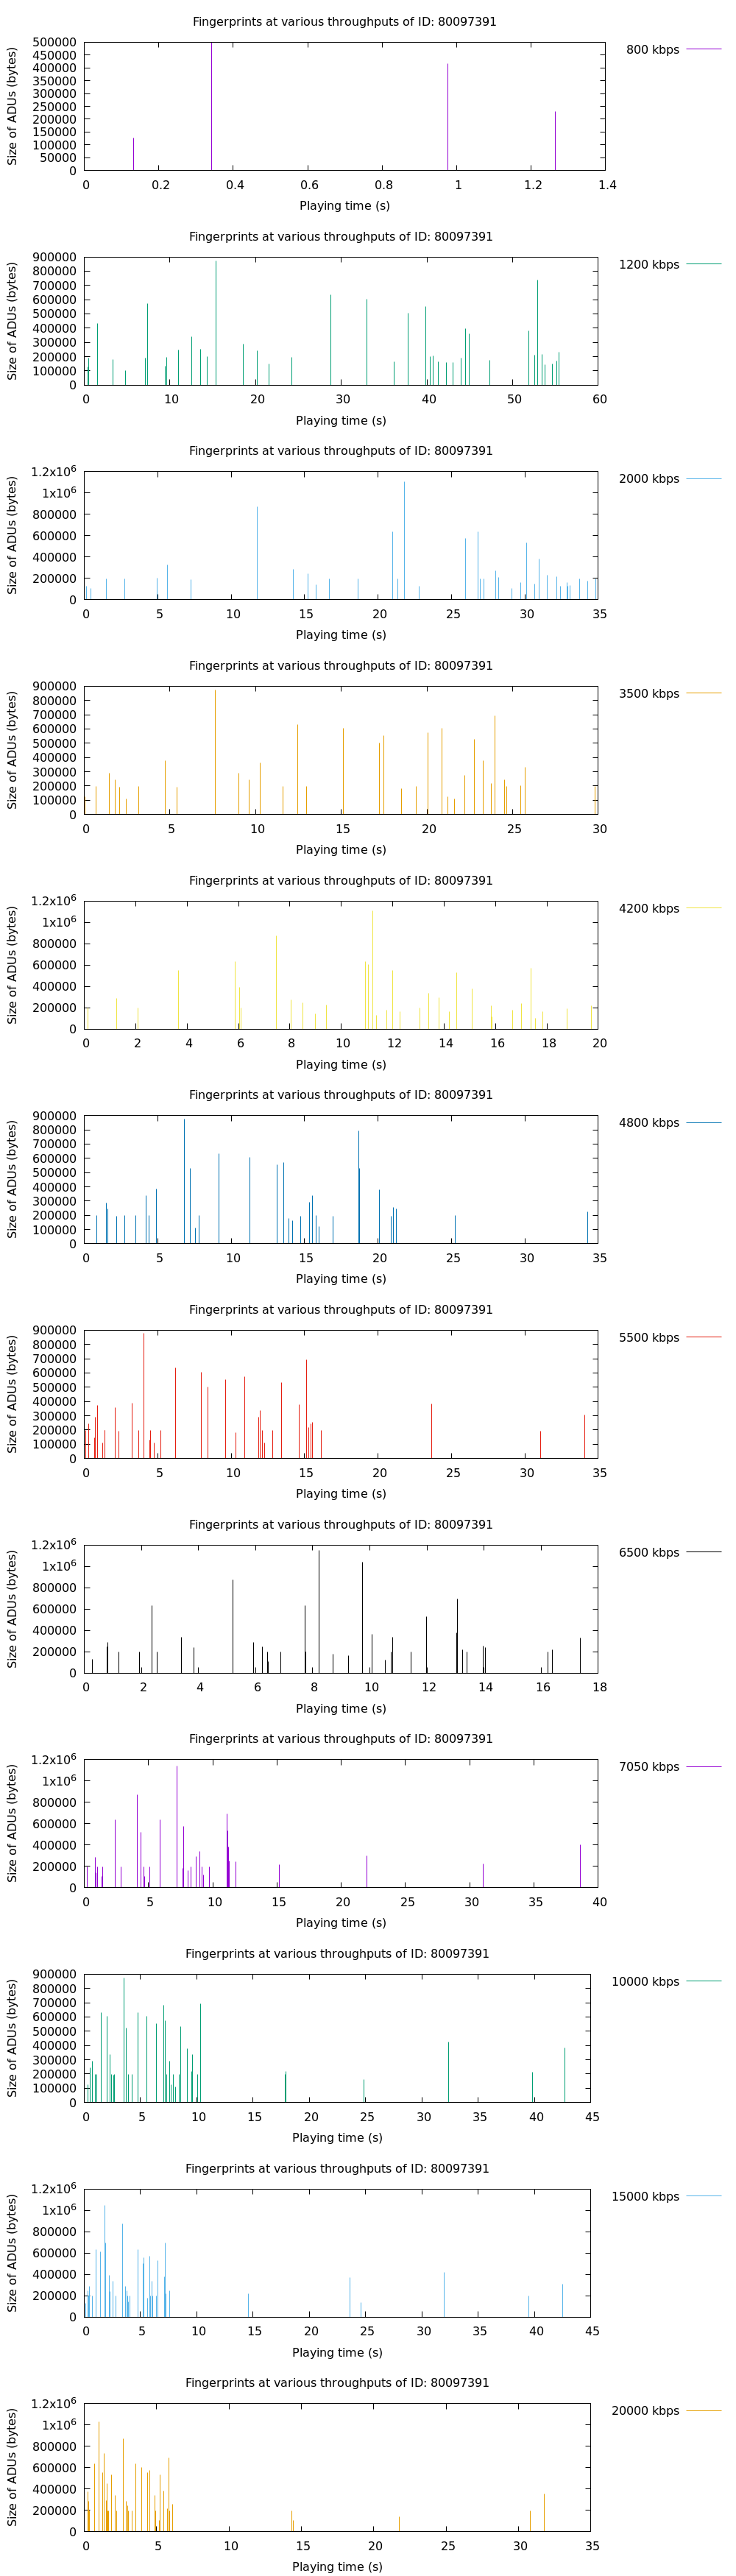 Fingerprints at various throughputs of ID: 80097391
Size of ADUs (bytes)
500000
450000
400000
350000
300000
250000
200000
150000
100000
50000
0
0 0.2 0.4 0.6 0.8 1 1.2 1.4
Playing time (s)
800 kbps
Fingerprints at various throughputs of ID: 80097391
Size of ADUs (bytes)
900000
800000
700000
600000
500000
400000
300000
200000
100000
0
0 10 20 30 40 50 60
Playing time (s)
1200 kbps
Fingerprints at various throughputs of ID: 80097391
Size of ADUs (bytes)
1.2x10⁶
1x10⁶
800000
600000
400000
200000
0
0 5 10 15 20 25 30 35
Playing time (s)
2000 kbps
Fingerprints at various throughputs of ID: 80097391
Size of ADUs (bytes)
900000
800000
700000
600000
500000
400000
300000
200000
100000
0
0 5 10 15 20 25 30
Playing time (s)
3500 kbps
Fingerprints at various throughputs of ID: 80097391
Size of ADUs (bytes)
1.2x10⁶
1x10⁶
800000
600000
400000
200000
0
0 2 4 6 8 10 12 14 16 18 20
Playing time (s)
4200 kbps
Fingerprints at various throughputs of ID: 80097391
Size of ADUs (bytes)
900000
800000
700000
600000
500000
400000
300000
200000
100000
0
0 5 10 15 20 25 30 35
Playing time (s)
4800 kbps
Fingerprints at various throughputs of ID: 80097391
Size of ADUs (bytes)
900000
800000
700000
600000
500000
400000
300000
200000
100000
0
0 5 10 15 20 25 30 35
Playing time (s)
5500 kbps
Fingerprints at various throughputs of ID: 80097391
Size of ADUs (bytes)
1.2x10⁶
1x10⁶
800000
600000
400000
200000
0
0 2 4 6 8 10 12 14 16 18
Playing time (s)
6500 kbps
Fingerprints at various throughputs of ID: 80097391
Size of ADUs (bytes)
1.2x10⁶
1x10⁶
800000
600000
400000
200000
0
0 5 10 15 20 25 30 35 40
Playing time (s)
7050 kbps
Fingerprints at various throughputs of ID: 80097391
Size of ADUs (bytes)
900000
800000
700000
600000
500000
400000
300000
200000
100000
0
0 5 10 15 20 25 30 35 40 45
Playing time (s)
10000 kbps
Fingerprints at various throughputs of ID: 80097391
Size of ADUs (bytes)
1.2x10⁶
1x10⁶
800000
600000
400000
200000
0
0 5 10 15 20 25 30 35 40 45
Playing time (s)
15000 kbps
Fingerprints at various throughputs of ID: 80097391
Size of ADUs (bytes)
1.2x10⁶
1x10⁶
800000
600000
400000
200000
0
0 5 10 15 20 25 30 35
Playing time (s)
20000 kbps